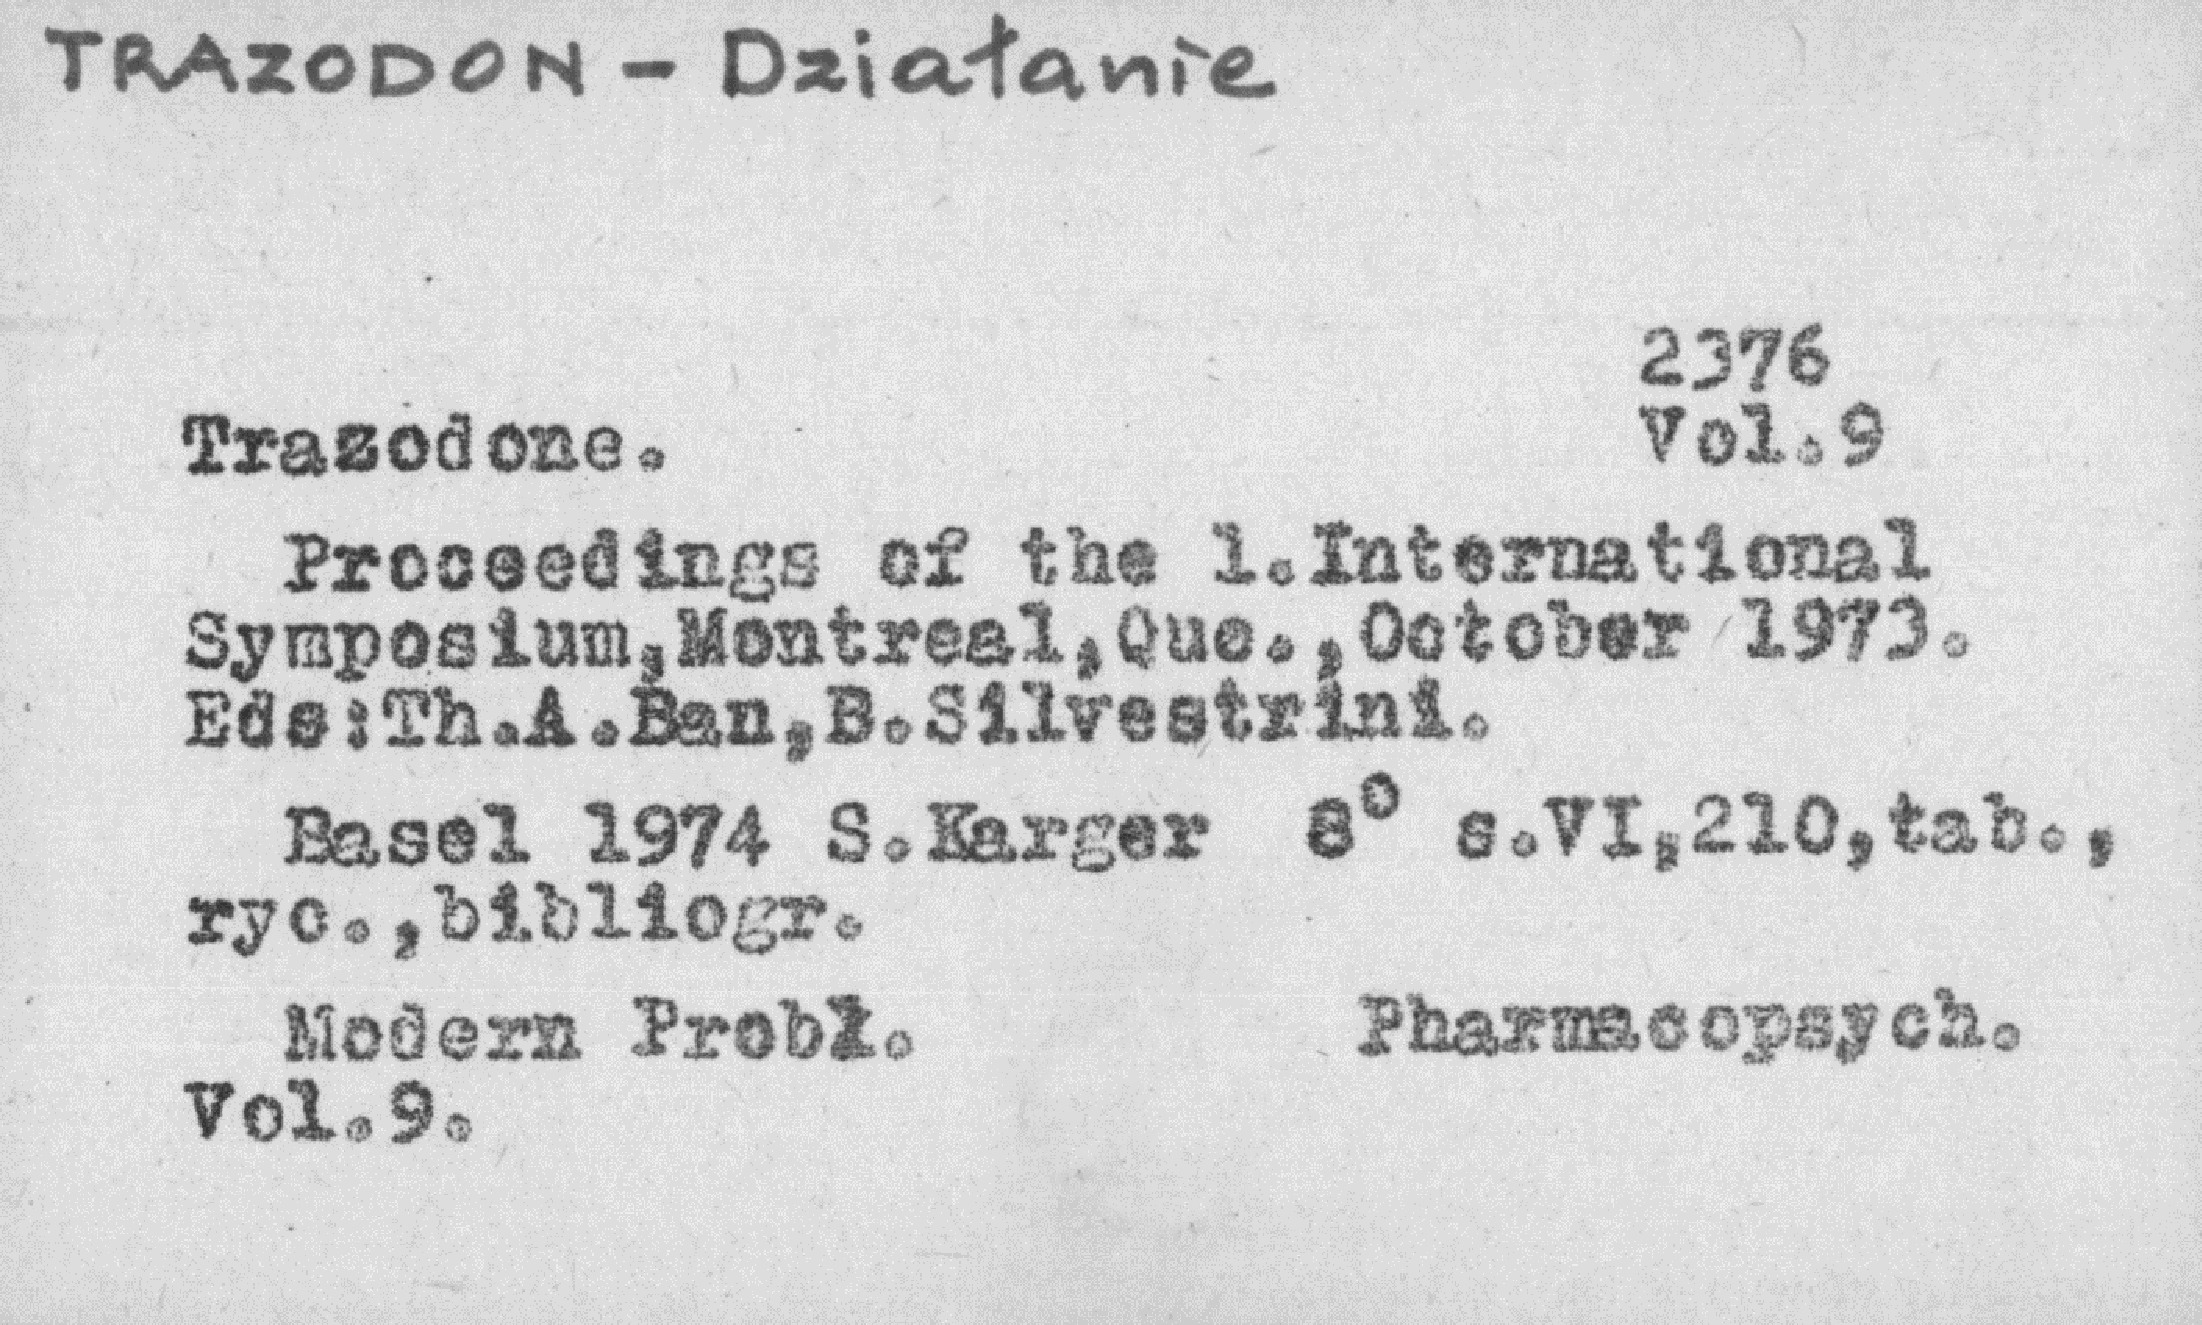 TRAZODON - Działanie
2376
Trazodone. Vol.9
Proceedings of the 1.International
Symposium,Montreal,Que.,October 1973.
Eds:Th.A.Ban,B.Silvestrini.
Basel 1974 S.Karger 8° s.VI,210,tab.,
ryc.,bibliogr.
Modern Probl. Pharmacopsych.
Vol.9.